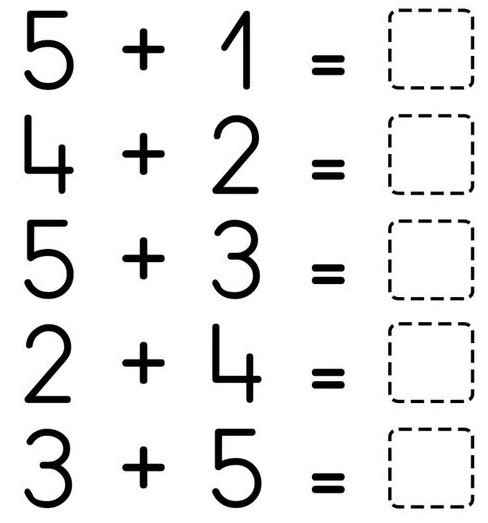 5 + 1 =
4 + 2 =
5 + 3 =
2 + 4 =
3 + 5 =